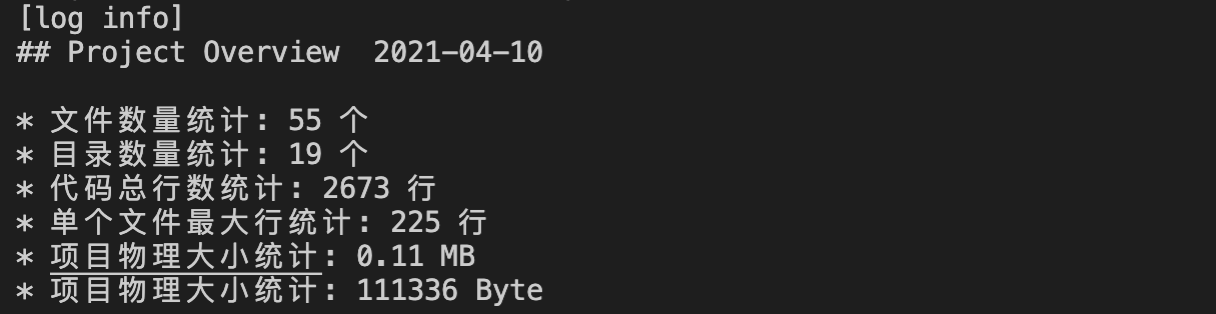 [log info]
## Project Overview  2021-04-10
* 文件数量统计: 55 个
* 目录数量统计: 19 个
* 代码总行数统计: 2673 行
* 单个文件最大行统计: 225 行
* 项目物理大小统计: 0.11 MB
* 项目物理大小统计: 111336 Byte